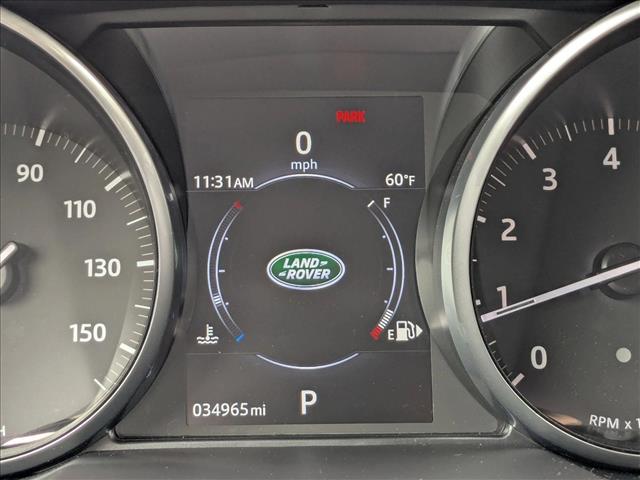 PARK
0
mph
11:31AM 60°F
F
LAND
ROVER
E
034965mi P
90
110
130
150
H
4
3
2
1
0
RPM x 1